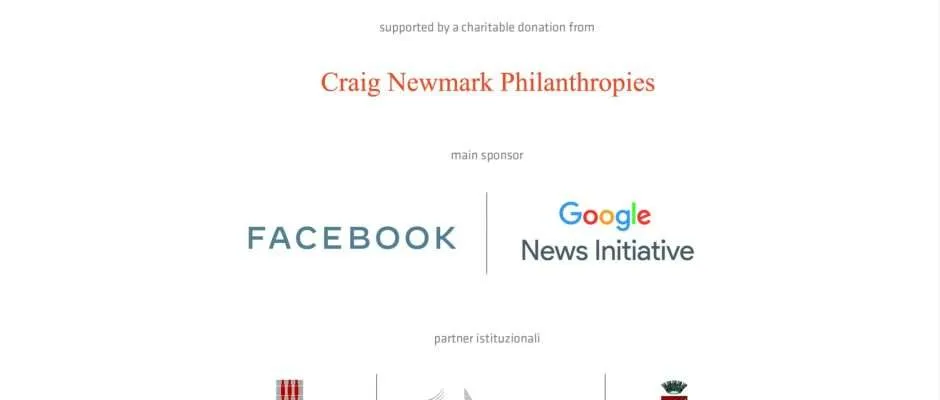 supported by a charitable donation from
Craig Newmark Philanthropies
main sponsor
FACEBOOK
Google
News Initiative
partner istituzionali